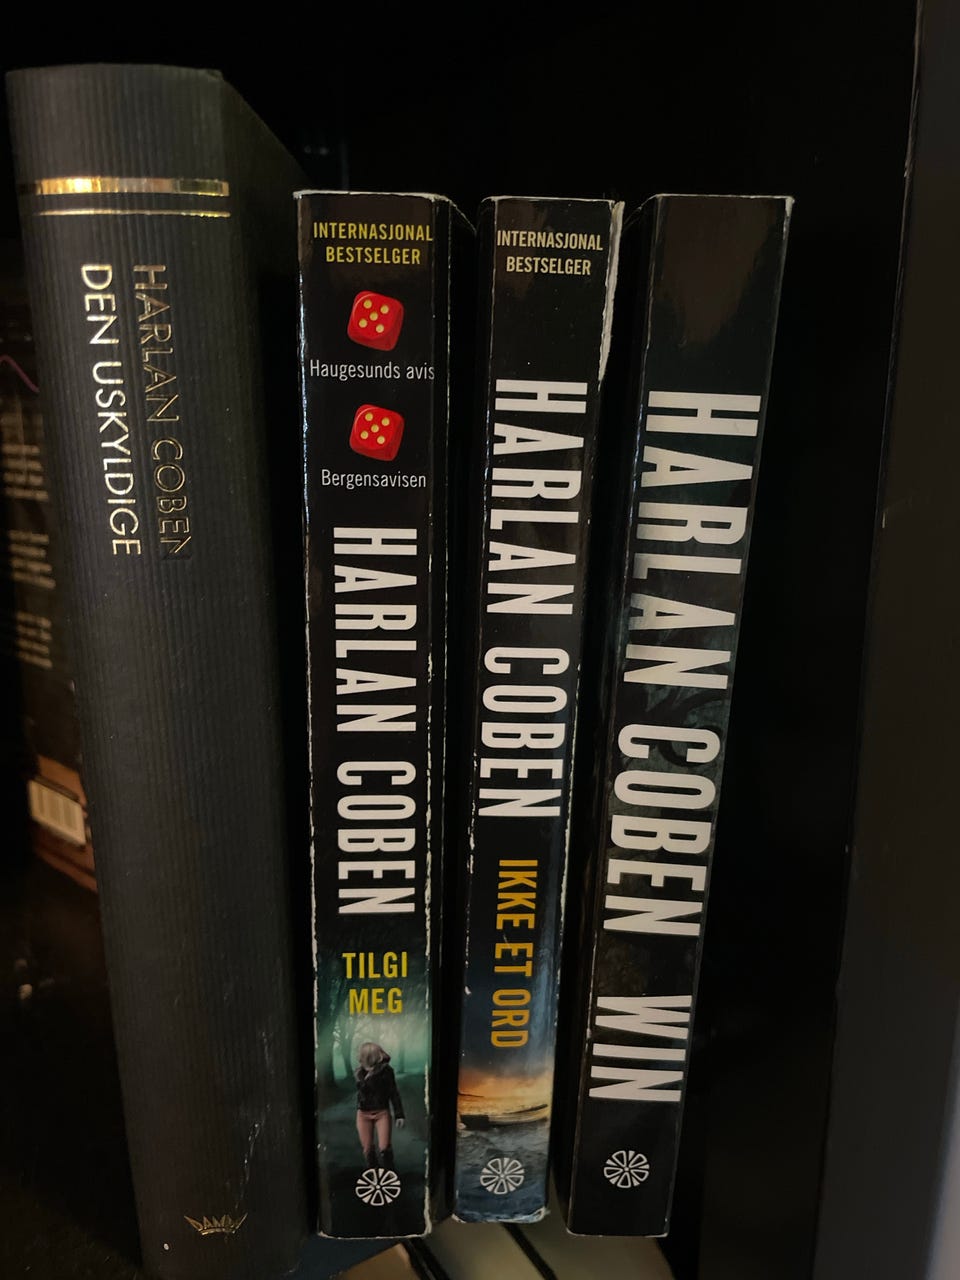 HARLAN COBEN
DEN USKYLDIGE
DAMM
INTERNASJONAL
BESTSELGER
Haugesunds avis
Bergensavisen
HARLAN COBEN
TILGI
MEG
INTERNASJONAL
BESTSELGER
HARLAN COBEN
IKKE ET ORD
HARLAN COBEN WIN